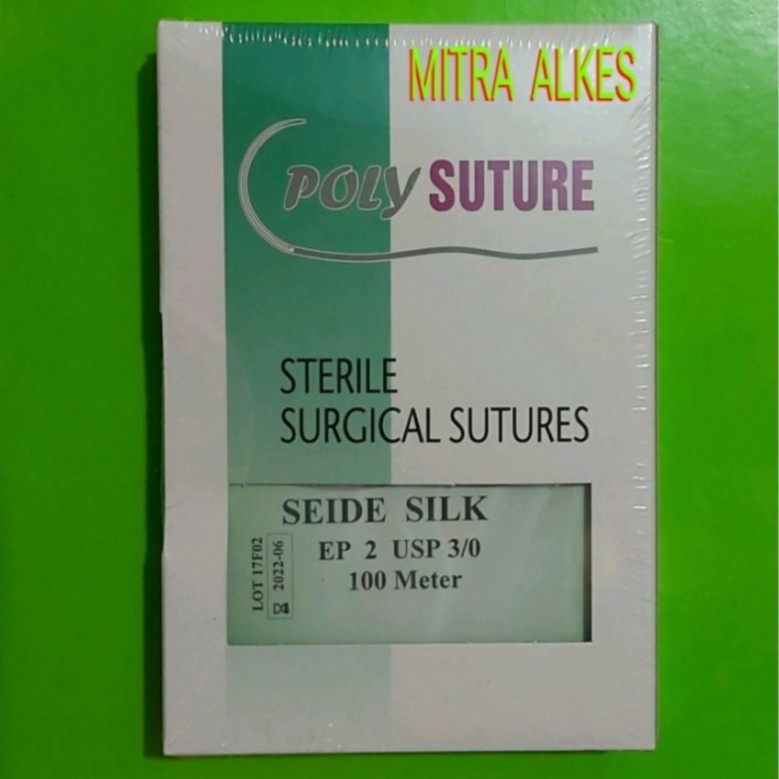 MITRA ALKES
POLY SUTURE
STERILE
SURGICAL SUTURES
SEIDE SILK
EP 2 USP 3/0
100 Meter
LOT 17F02
2022-06